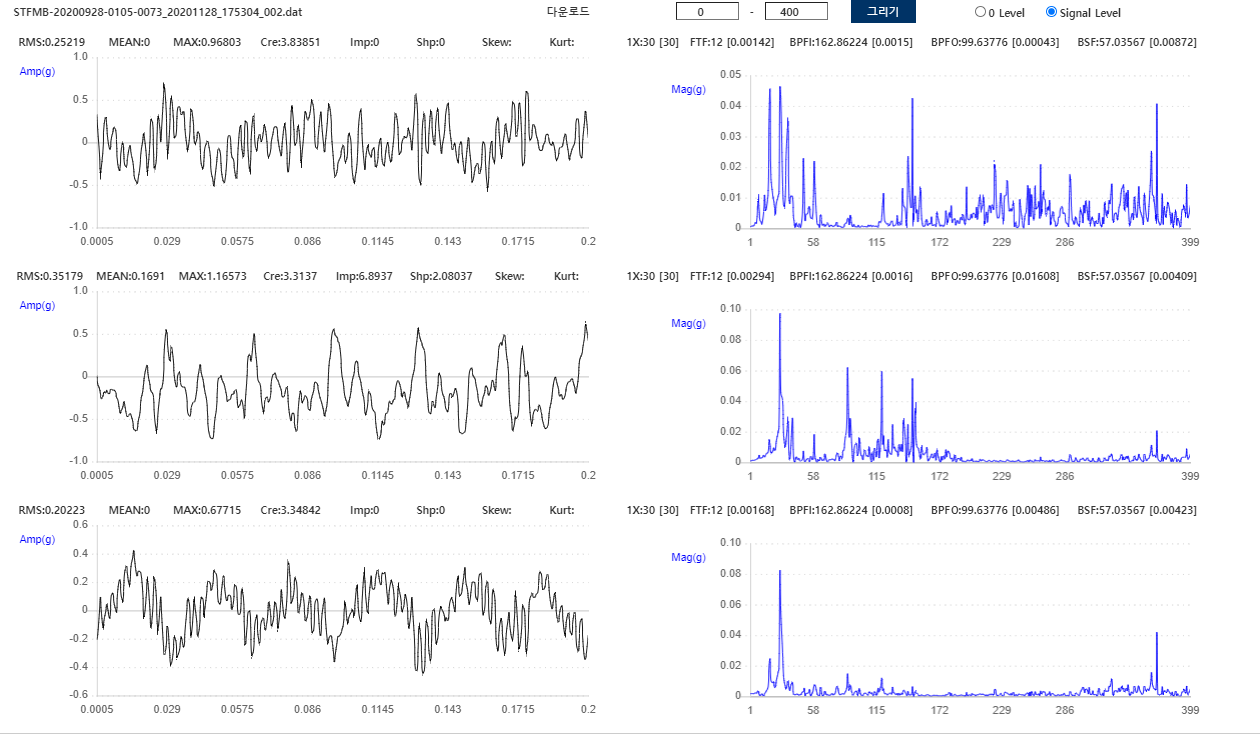 STFMB-20200928-0105-0073_20201128_175304_002.dat 다운로드 0 - 400 그리기 0 Level Signal Level
RMS:0.25219 MEAN:0 MAX:0.96803 Cre:3.83851 Imp:0 Shp:0 Skew: Kurt:
1X:30 [30] FTF:12 [0.00142] BPFI:162.86224 [0.0015] BPFO:99.63776 [0.00043] BSF:57.03567 [0.00872]
Amp(g)
1.0
0.5
0
-0.5
-1.0
0.0005 0.029 0.0575 0.086 0.1145 0.143 0.1715 0.2
Mag(g)
0.05
0.04
0.03
0.02
0.01
0
1 58 115 172 229 286 399
RMS:0.35179 MEAN:0.1691 MAX:1.16573 Cre:3.3137 Imp:6.8937 Shp:2.08037 Skew: Kurt:
1X:30 [30] FTF:12 [0.00294] BPFI:162.86224 [0.0016] BPFO:99.63776 [0.01608] BSF:57.03567 [0.00409]
Amp(g)
1.0
0.5
0
-0.5
-1.0
0.0005 0.029 0.0575 0.086 0.1145 0.143 0.1715 0.2
Mag(g)
0.10
0.08
0.06
0.04
0.02
0
1 58 115 172 229 286 399
RMS:0.20223 MEAN:0 MAX:0.67715 Cre:3.34842 Imp:0 Shp:0 Skew: Kurt:
1X:30 [30] FTF:12 [0.00168] BPFI:162.86224 [0.0008] BPFO:99.63776 [0.00486] BSF:57.03567 [0.00423]
Amp(g)
0.6
0.4
0.2
0
-0.2
-0.4
-0.6
0.0005 0.029 0.0575 0.086 0.1145 0.143 0.1715 0.2
Mag(g)
0.10
0.08
0.06
0.04
0.02
0
1 58 115 172 229 286 399